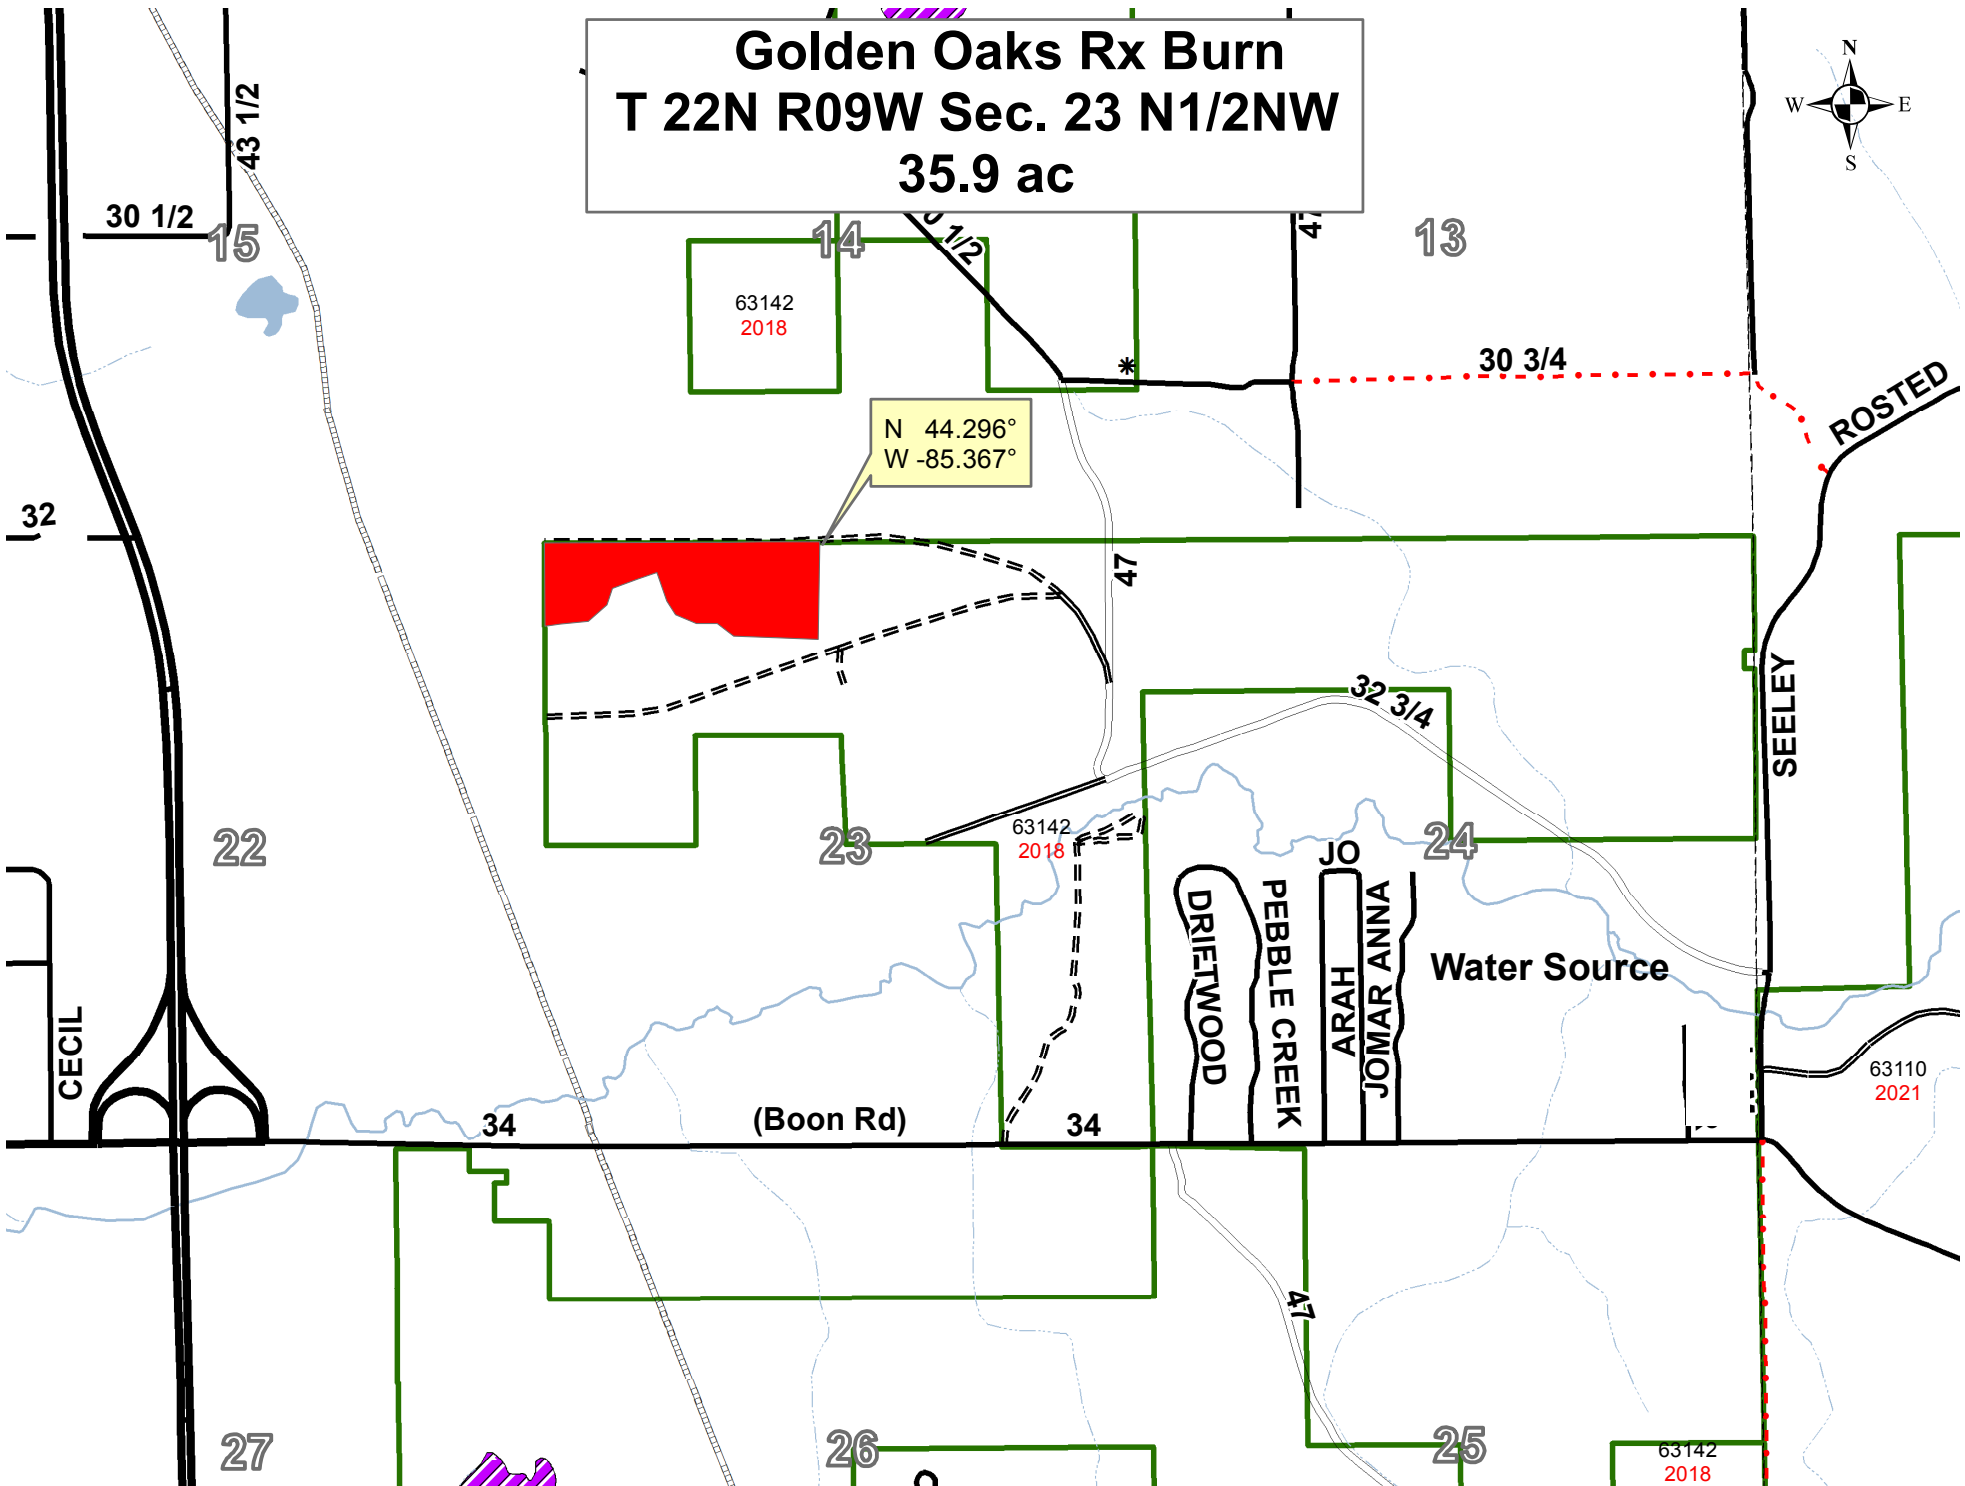 Golden Oaks Rx Burn
T 22N R09W Sec. 23 N1/2NW
35.9 ac
N
W
E
S
43 1/2
30 1/2
15
14
1/2
47
13
63142
2018
30 3/4
ROSTED
N 44.296°
W -85.367°
32
47
32 3/4
SEELEY
22
23
63142
2018
24
JO
DRIFTWOOD
PEBBLE CREEK
ARAH
JOMAR ANNA
Water Source
CECIL
63110
2021
34
(Boon Rd)
34
47
27
26
25
63142
2018